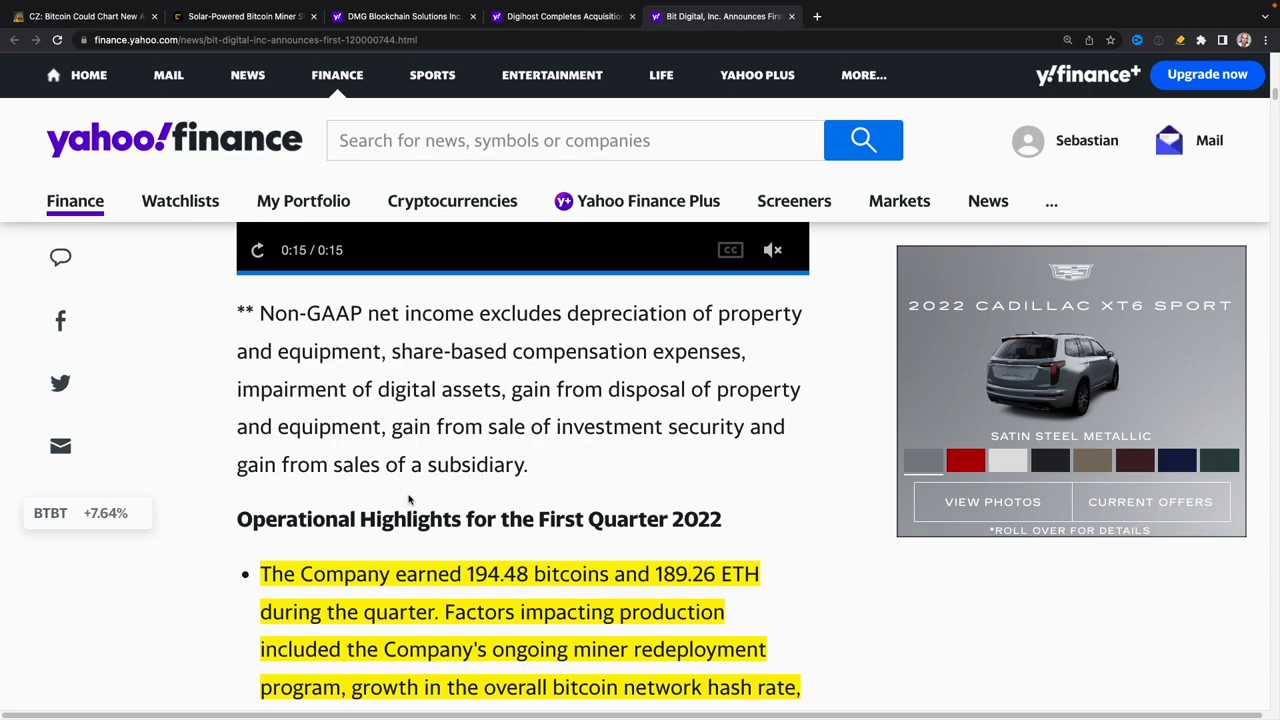 CZ: Bitcoin Could Chart New A
Solar-Powered Bitcoin Miner S
DMG Blockchain Solutions Inc.
Digihost Completes Acquisition
Bit Digital, Inc. Announces Firs
finance.yahoo.com/news/bit-digital-inc-announces-first-120000744.html
HOME MAIL NEWS FINANCE SPORTS ENTERTAINMENT LIFE YAHOO PLUS MORE...
y!finance+ Upgrade now
yahoo!finance
Search for news, symbols or companies
Sebastian
Mail
Finance Watchlists My Portfolio Cryptocurrencies y+ Yahoo Finance Plus Screeners Markets News ...
0:15 / 0:15
CC
** Non-GAAP net income excludes depreciation of property
and equipment, share-based compensation expenses,
impairment of digital assets, gain from disposal of property
and equipment, gain from sale of investment security and
gain from sales of a subsidiary.
BTBT +7.64%
Operational Highlights for the First Quarter 2022
• The Company earned 194.48 bitcoins and 189.26 ETH
during the quarter. Factors impacting production
included the Company's ongoing miner redeployment
program, growth in the overall bitcoin network hash rate,
2022 CADILLAC XT6 SPORT
SATIN STEEL METALLIC
VIEW PHOTOS
CURRENT OFFERS
*ROLL OVER FOR DETAILS